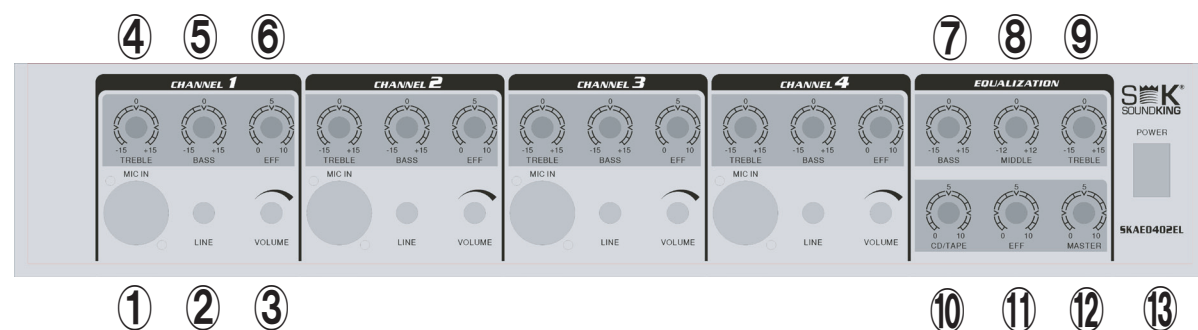 ④ ⑤ ⑥ ⑦ ⑧ ⑨
CHANNEL 1 CHANNEL 2 CHANNEL 3 CHANNEL 4 EQUALIZATION
SK®
SOUNDKING
0 0 5 0 0 5 0 0 5 0 0 5 0 0 0
-15 +15 -15 +15 0 10 -15 +15 -15 +15 0 10 -15 +15 -15 +15 0 10 -15 +15 -15 +15 0 10 -15 +15 -12 +12 -15 +15
TREBLE BASS EFF TREBLE BASS EFF TREBLE BASS EFF TREBLE BASS EFF BASS MIDDLE TREBLE
POWER
MIC IN MIC IN MIC IN MIC IN
5 5 5
0 10 0 10 0 10
LINE VOLUME LINE VOLUME LINE VOLUME LINE VOLUME CD/TAPE EFF MASTER
SKAE0402EL
① ② ③ ⑩ ⑪ ⑫ ⑬